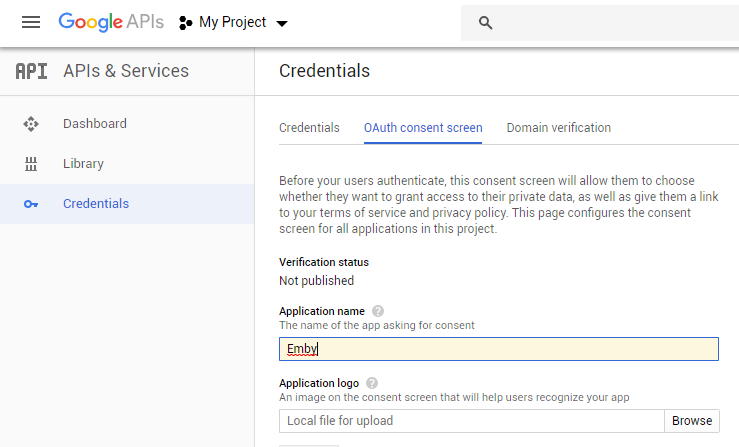 Google APIs
My Project
API APIs & Services
Credentials
Dashboard
Library
Credentials
Credentials
OAuth consent screen
Domain verification
Before your users authenticate, this consent screen will allow them to choose
whether they want to grant access to their private data, as well as give them a link
to your terms of service and privacy policy. This page configures the consent
screen for all applications in this project.
Verification status
Not published
Application name ?
The name of the app asking for consent
Emby
Application logo ?
An image on the consent screen that will help users recognize your app
Local file for upload
Browse